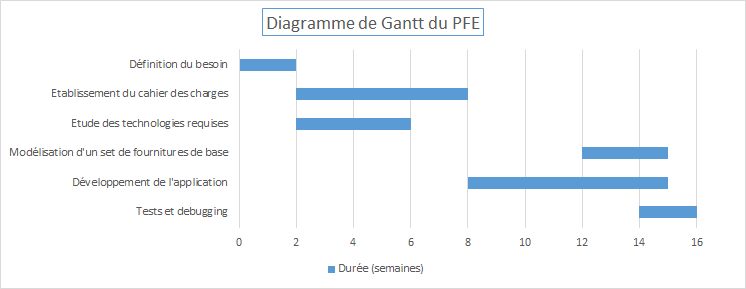 Diagramme de Gantt du PFE
Définition du besoin
Etablissement du cahier des charges
Etude des technologies requises
Modélisation d'un set de fournitures de base
Développement de l'application
Tests et debugging
0 2 4 6 8 10 12 14 16
Durée (semaines)